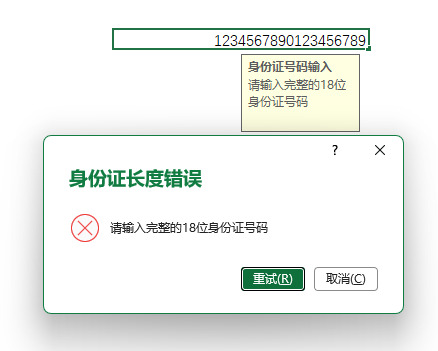 1234567890123456789
身份证号码输入
请输入完整的18位
身份证号码
?
身份证长度错误
请输入完整的18位身份证号码
重试(R)
取消(C)